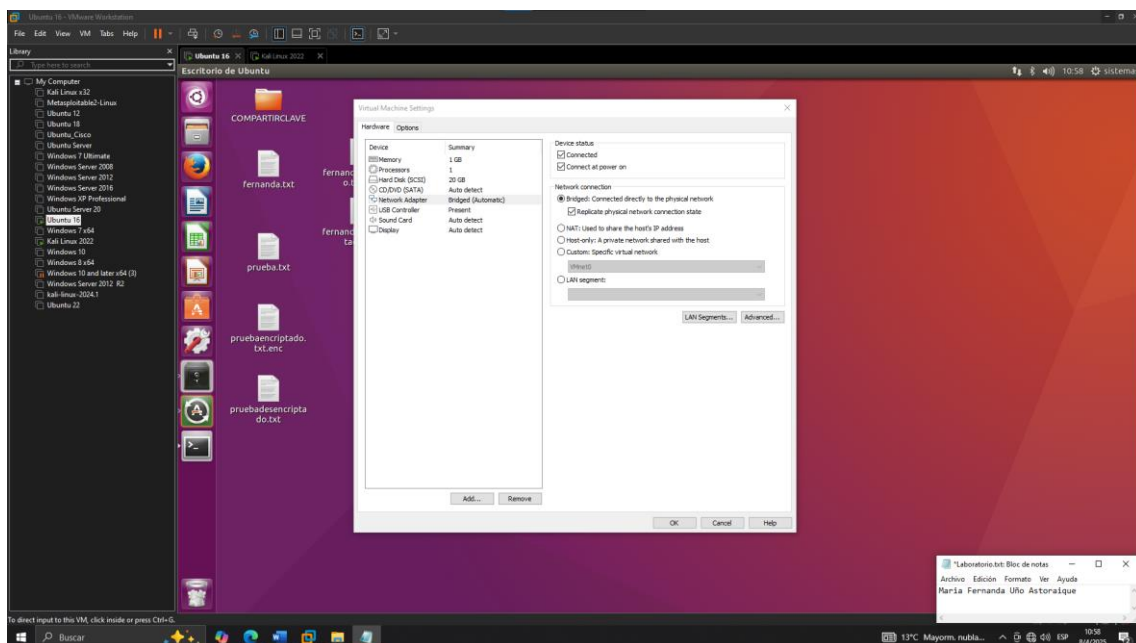 Ubuntu 16 - VMware Workstation
File Edit View VM Tabs Help
Library
Type here to search
My Computer
Kali Linux x32
Metasploitable2-Linux
Ubuntu 12
Ubuntu 18
Ubuntu_Cisco
Ubuntu Server
Windows 7 Ultimate
Windows Server 2008
Windows Server 2012
Windows Server 2016
Windows XP Professional
Ubuntu Server 20
Ubuntu 16
Windows 7 x64
Kali Linux 2022
Windows 10
Windows 8 x64
Windows 10 and later x64 (3)
Windows Server 2012 R2
kali-linux-2024.1
Ubuntu 22
Ubuntu 16
Kali Linux 2022
Escritorio de Ubuntu
10:58 sistemas
COMPARTIRCLAVE
fernanda.txt
fernand
o.t
fernand
ta
prueba.txt
pruebaencriptado.
txt.enc
pruebadesencripta
do.txt
Virtual Machine Settings
Hardware Options
Device Summary
Memory 1 GB
Processors 1
Hard Disk (SCSI) 20 GB
CD/DVD (SATA) Auto detect
Network Adapter Bridged (Automatic)
USB Controller Present
Sound Card Auto detect
Display Auto detect
Add... Remove
Device status
Connected
Connect at power on
Network connection
Bridged: Connected directly to the physical network
Replicate physical network connection state
NAT: Used to share the host's IP address
Host-only: A private network shared with the host
Custom: Specific virtual network
VMnet0
LAN segment:
LAN Segments... Advanced...
OK Cancel Help
*Laboratorio.txt: Bloc de notas
Archivo Edición Formato Ver Ayuda
Maria Fernanda Uño Astoraique
To direct input to this VM, click inside or press Ctrl+G.
Buscar
13°C Mayorm. nubla... ESP 10:58
8/4/2025